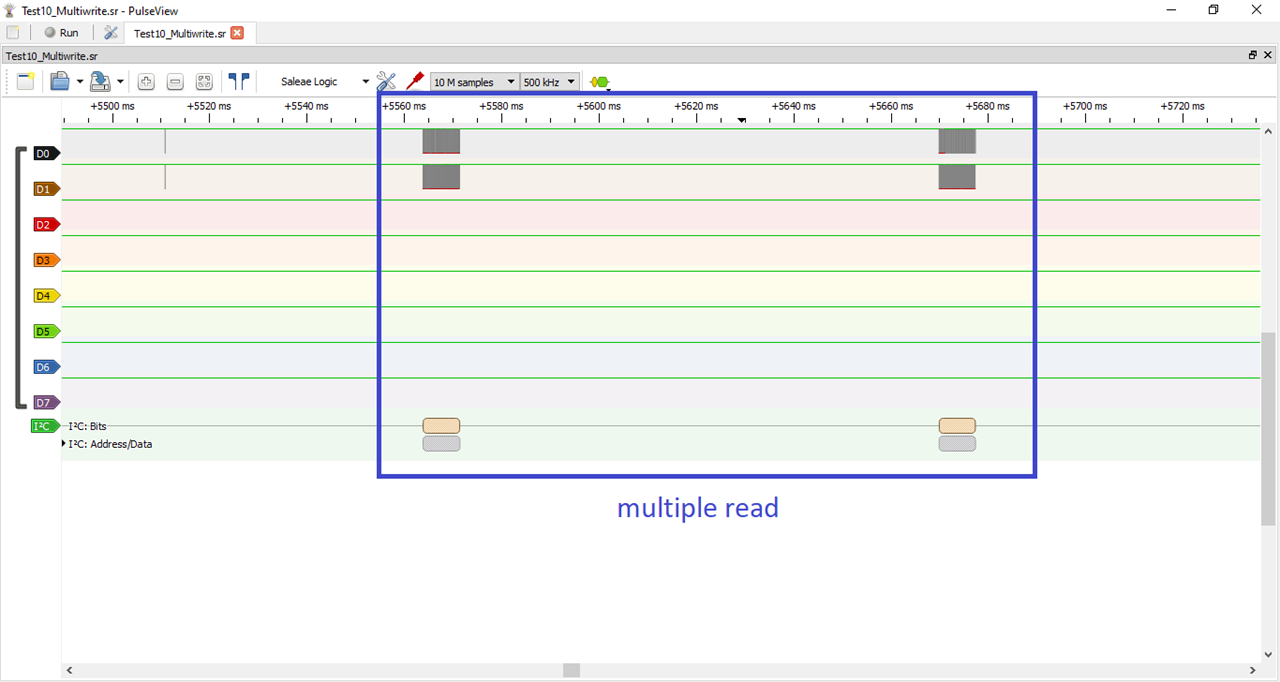 Test10_Multiwrite.sr - PulseView
Run
Test10_Multiwrite.sr
Test10_Multiwrite.sr
Saleae Logic
10 M samples
500 kHz
+5500 ms +5520 ms +5540 ms +5560 ms +5580 ms +5600 ms +5620 ms +5640 ms +5660 ms +5680 ms +5700 ms +5720 ms
D0
D1
D2
D3
D4
D5
D6
D7
I²C I²C: Bits
I²C: Address/Data
multiple read